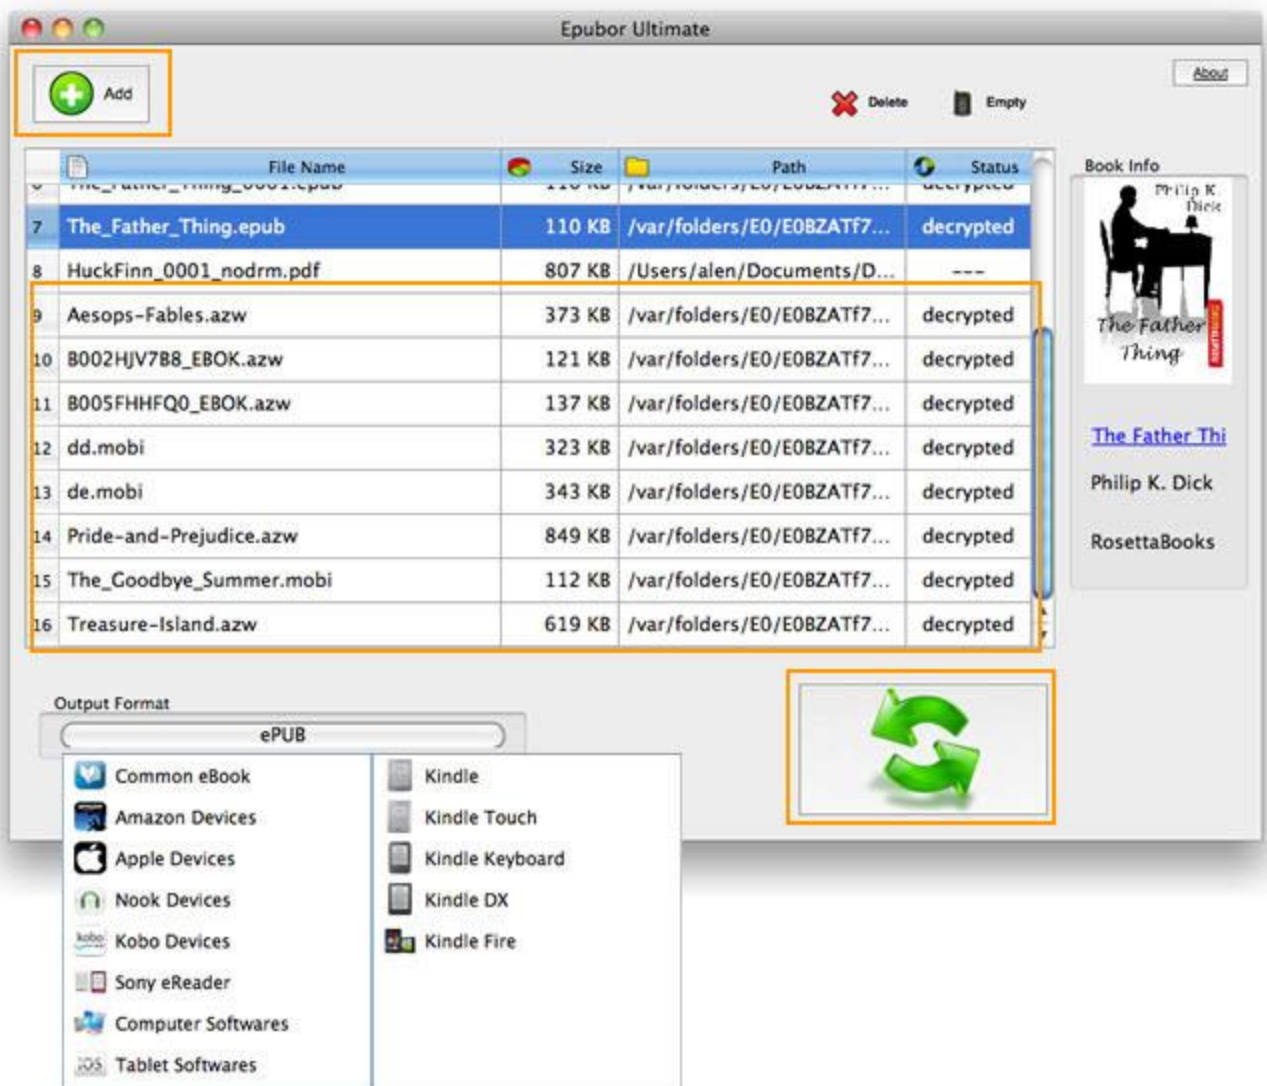 Epubor Ultimate
Add
Delete
Empty
About
File Name Size Path Status
7 The_Father_Thing.epub 110 KB /var/folders/E0/E0BZATf7... decrypted
8 HuckFinn_0001_nodrm.pdf 807 KB /Users/alen/Documents/D... ---
9 Aesops-Fables.azw 373 KB /var/folders/E0/E0BZATf7... decrypted
10 B002HJV7B8_EBOK.azw 121 KB /var/folders/E0/E0BZATf7... decrypted
11 B005FHHFQ0_EBOK.azw 137 KB /var/folders/E0/E0BZATf7... decrypted
12 dd.mobi 323 KB /var/folders/E0/E0BZATf7... decrypted
13 de.mobi 343 KB /var/folders/E0/E0BZATf7... decrypted
14 Pride-and-Prejudice.azw 849 KB /var/folders/E0/E0BZATf7... decrypted
15 The_Goodbye_Summer.mobi 112 KB /var/folders/E0/E0BZATf7... decrypted
16 Treasure-Island.azw 619 KB /var/folders/E0/E0BZATf7... decrypted
Book Info
Philip K.
Dick
The Father
Thing
The Father Thi
Philip K. Dick
RosettaBooks
Output Format
ePUB
Common eBook
Amazon Devices
Apple Devices
Nook Devices
kobo Kobo Devices
Sony eReader
Computer Softwares
iOS Tablet Softwares
Kindle
Kindle Touch
Kindle Keyboard
Kindle DX
Kindle Fire